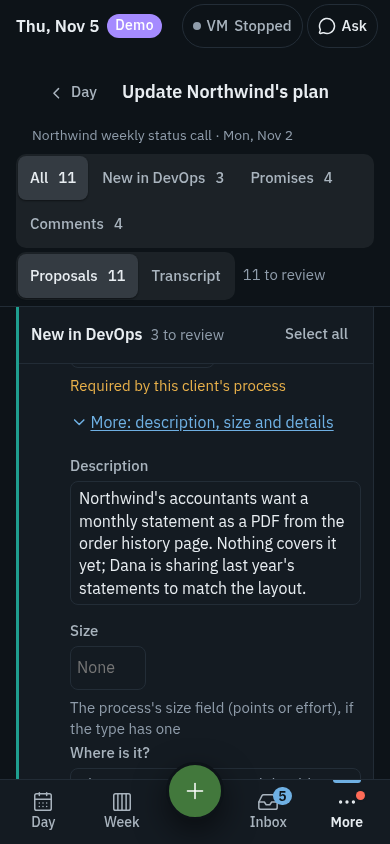 Thu, Nov 5 Demo VM Stopped Ask
Day Update Northwind's plan
Northwind weekly status call · Mon, Nov 2
All 11 New in DevOps 3 Promises 4
Comments 4
Proposals 11 Transcript 11 to review
New in DevOps 3 to review Select all
Required by this client's process
More: description, size and details
Description
Northwind's accountants want a
monthly statement as a PDF from the
order history page. Nothing covers it
yet; Dana is sharing last year's
statements to match the layout.
Size
None
The process's size field (points or effort), if
the type has one
Where is it?
Day Week Inbox 5 More